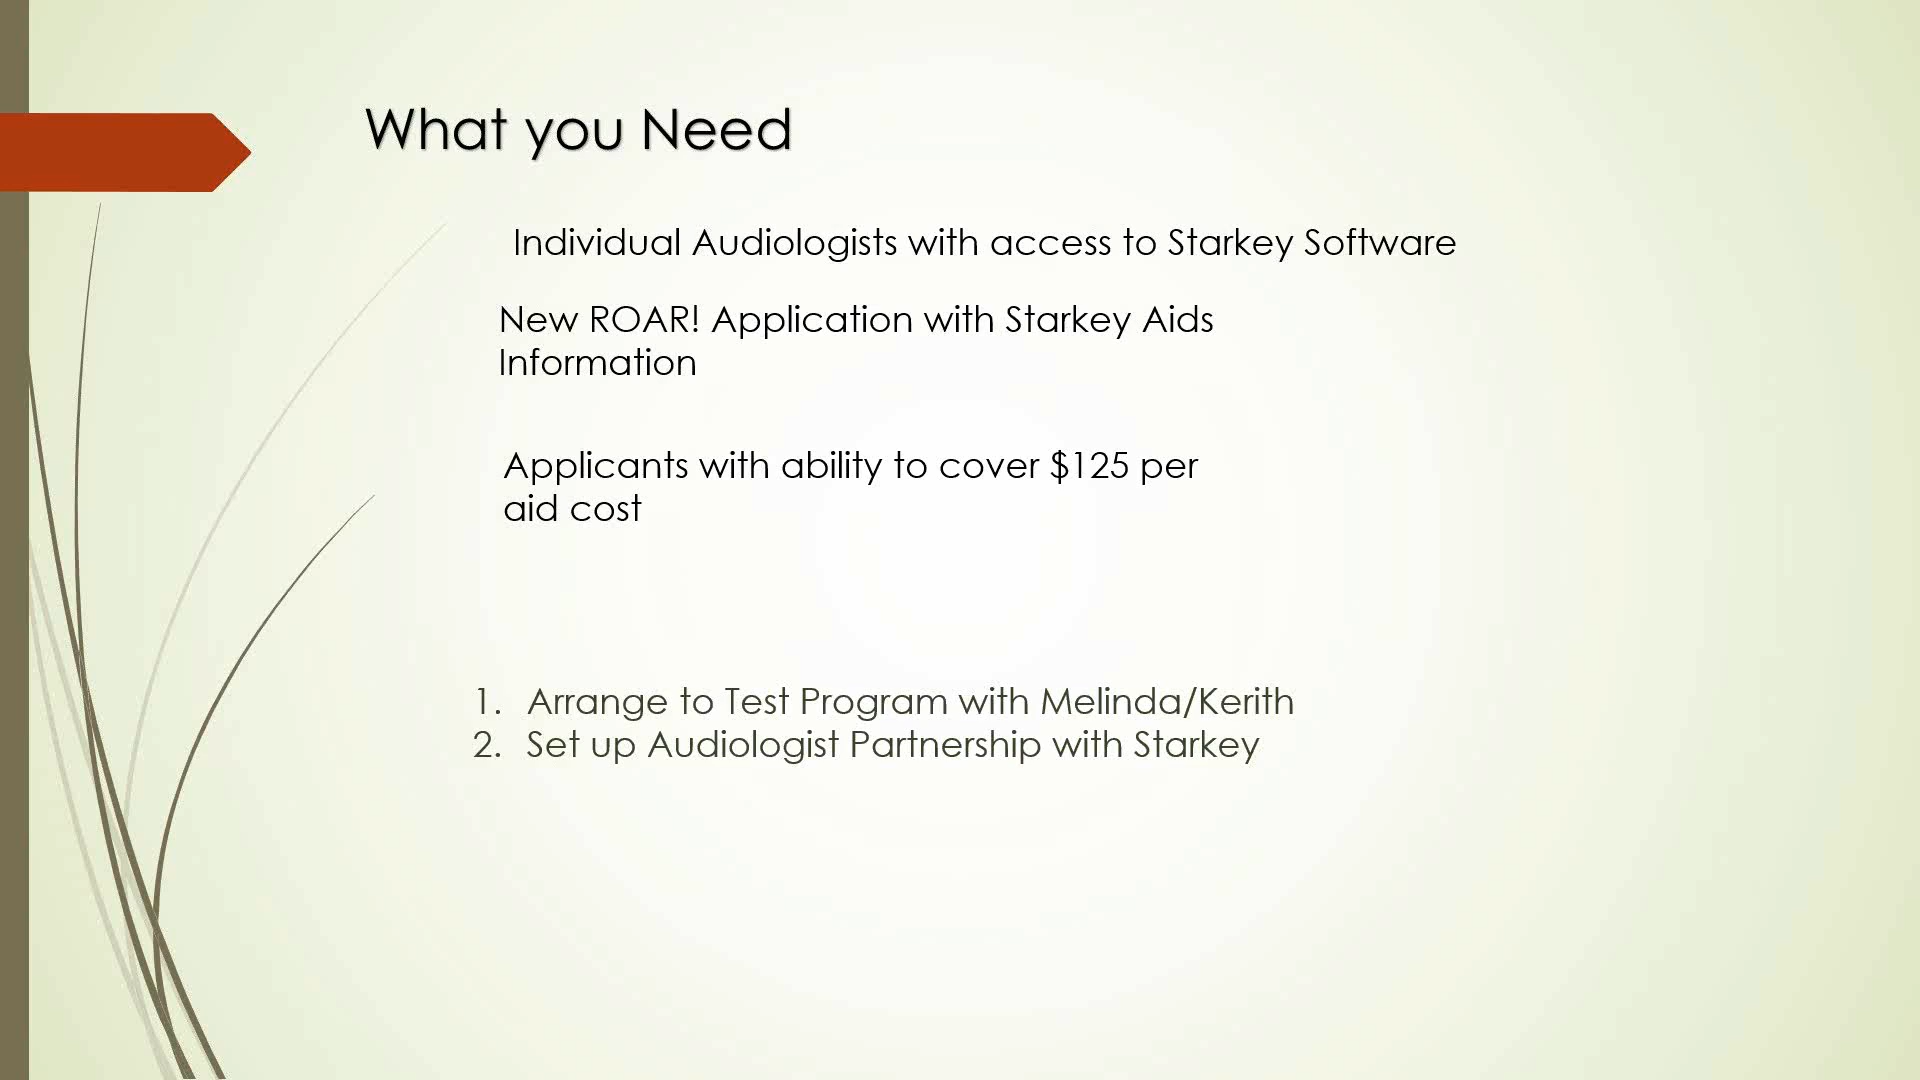 What you Need
Individual Audiologists with access to Starkey Software
New ROAR! Application with Starkey Aids
Information
Applicants with ability to cover $125 per
aid cost
1. Arrange to Test Program with Melinda/Kerith
2. Set up Audiologist Partnership with Starkey